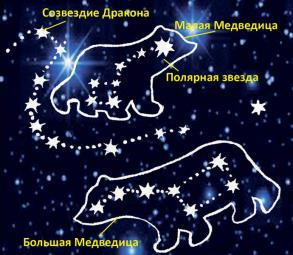 Созвездие Дракона
Малая Медведица
Полярная звезда
Большая Медведица